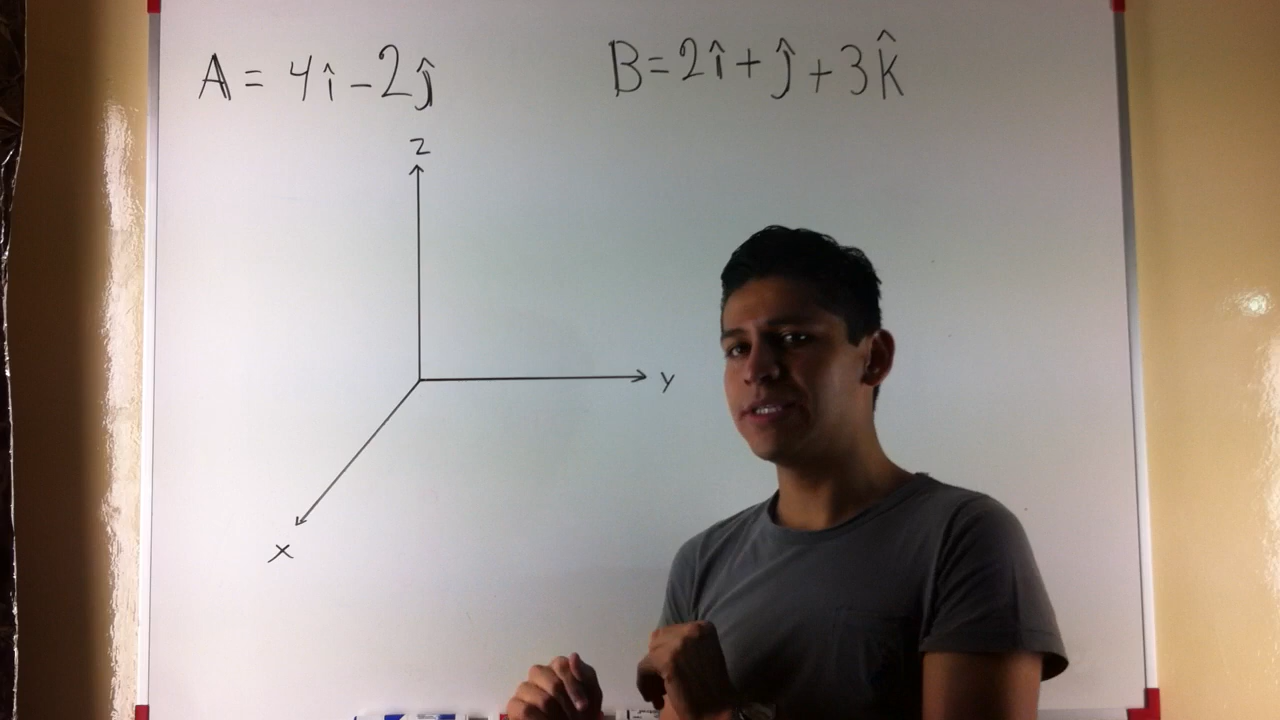 A = 4î - 2ĵ
B = 2î + ĵ + 3k̂
z
y
x